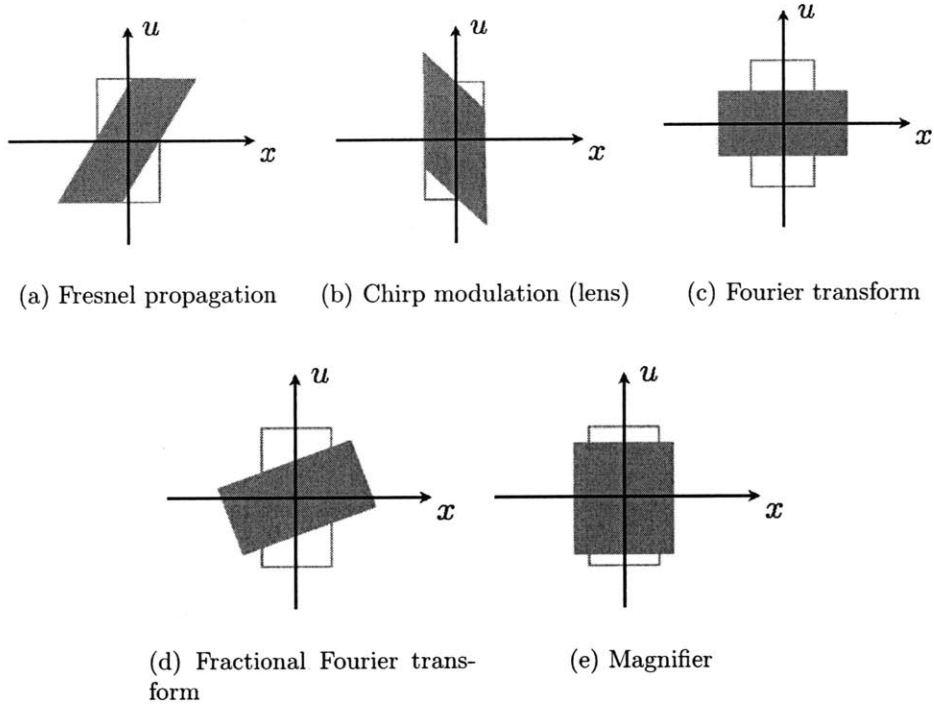 u
x
u
x
u
x
(a) Fresnel propagation
(b) Chirp modulation (lens)
(c) Fourier transform
u
x
u
x
(d) Fractional Fourier trans-
form
(e) Magnifier